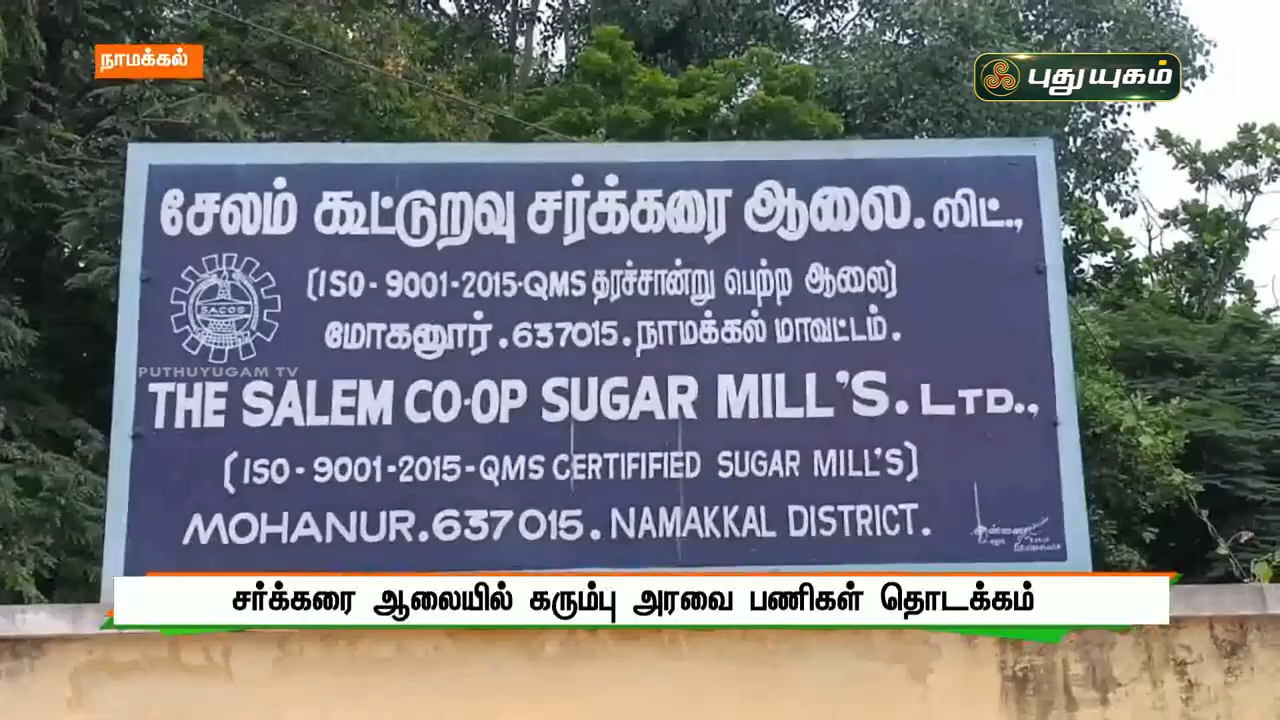 நாமக்கல்
புதுயுகம்
சேலம் கூட்டுறவு சர்க்கரை ஆலை. லிட்.,
(ISO-9001-2015-QMS தரச்சான்று பெற்ற ஆலை)
SACOS
மோகனூர்.637015.நாமக்கல் மாவட்டம்.
PUTHUYUGAM TV
THE SALEM CO-OP SUGAR MILL'S. LTD.,
(ISO-9001-2015-QMS CERTIFIFIED SUGAR MILL'S)
MOHANUR.637015. NAMAKKAL DISTRICT.
சர்க்கரை ஆலையில் கரும்பு அரவை பணிகள் தொடக்கம்